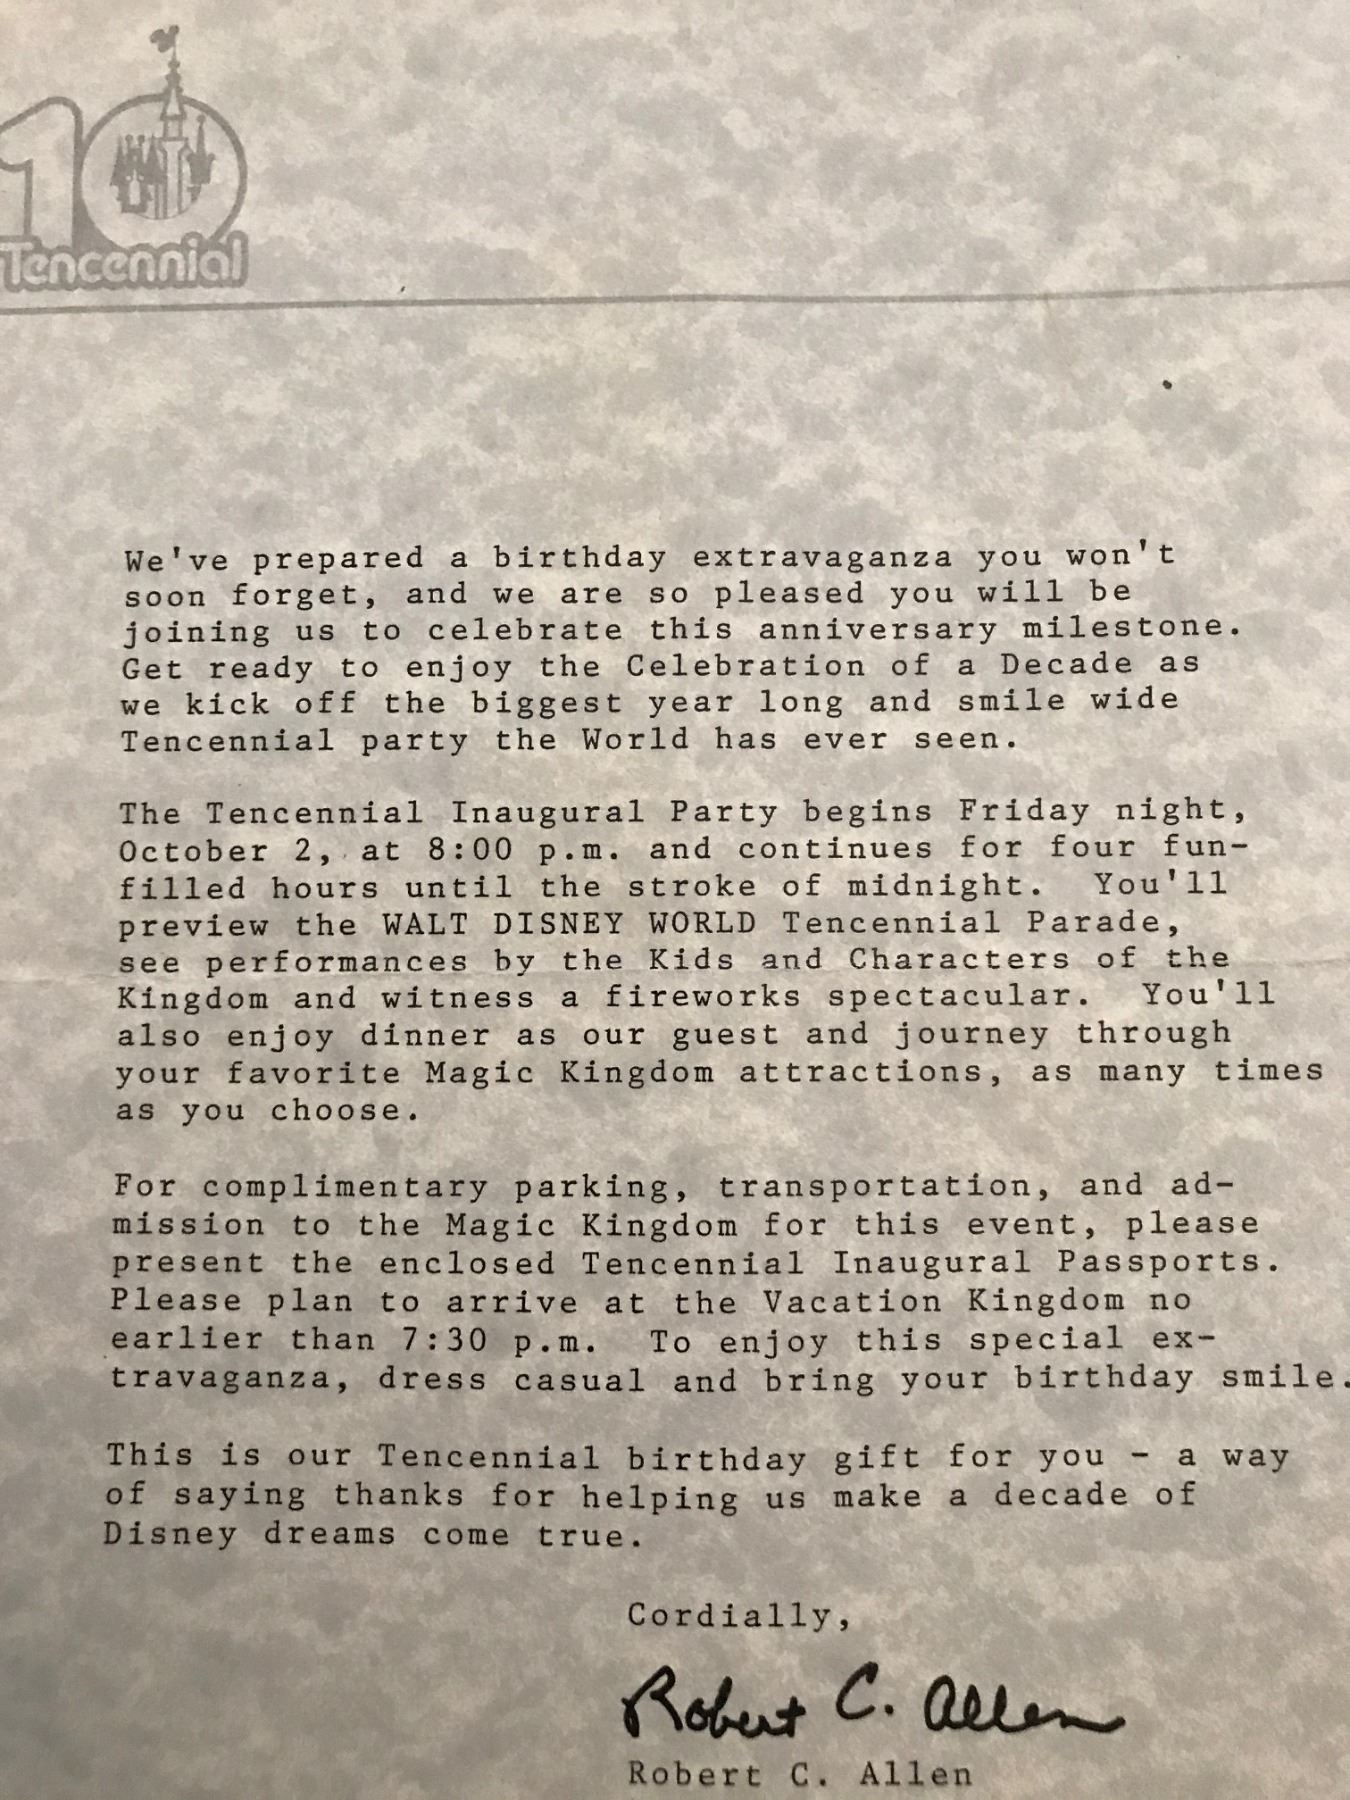 10
Tencennial
We've prepared a birthday extravaganza you won't
soon forget, and we are so pleased you will be
joining us to celebrate this anniversary milestone.
Get ready to enjoy the Celebration of a Decade as
we kick off the biggest year long and smile wide
Tencennial party the World has ever seen.
The Tencennial Inaugural Party begins Friday night,
October 2, at 8:00 p.m. and continues for four fun-
filled hours until the stroke of midnight. You'll
preview the WALT DISNEY WORLD Tencennial Parade,
see performances by the Kids and Characters of the
Kingdom and witness a fireworks spectacular. You'll
also enjoy dinner as our guest and journey through
your favorite Magic Kingdom attractions, as many times
as you choose.
For complimentary parking, transportation, and ad-
mission to the Magic Kingdom for this event, please
present the enclosed Tencennial Inaugural Passports.
Please plan to arrive at the Vacation Kingdom no
earlier than 7:30 p.m. To enjoy this special ex-
travaganza, dress casual and bring your birthday smile.
This is our Tencennial birthday gift for you - a way
of saying thanks for helping us make a decade of
Disney dreams come true.
Cordially,
Robert C. Allen
Robert C. Allen